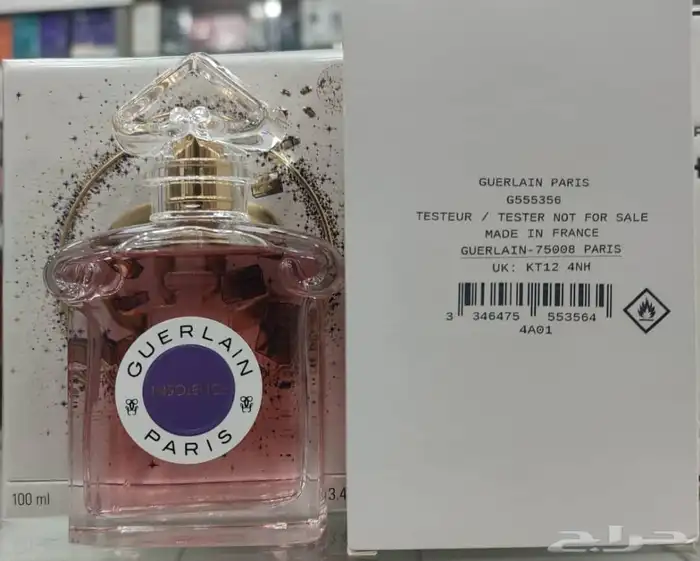 GUERLAIN
INSOLENCE
PARIS
100 ml
3.4
GUERLAIN PARIS
G555356
TESTEUR / TESTER NOT FOR SALE
MADE IN FRANCE
GUERLAIN-75008 PARIS
UK: KT12 4NH
3 346475 553564
4A01
حراج